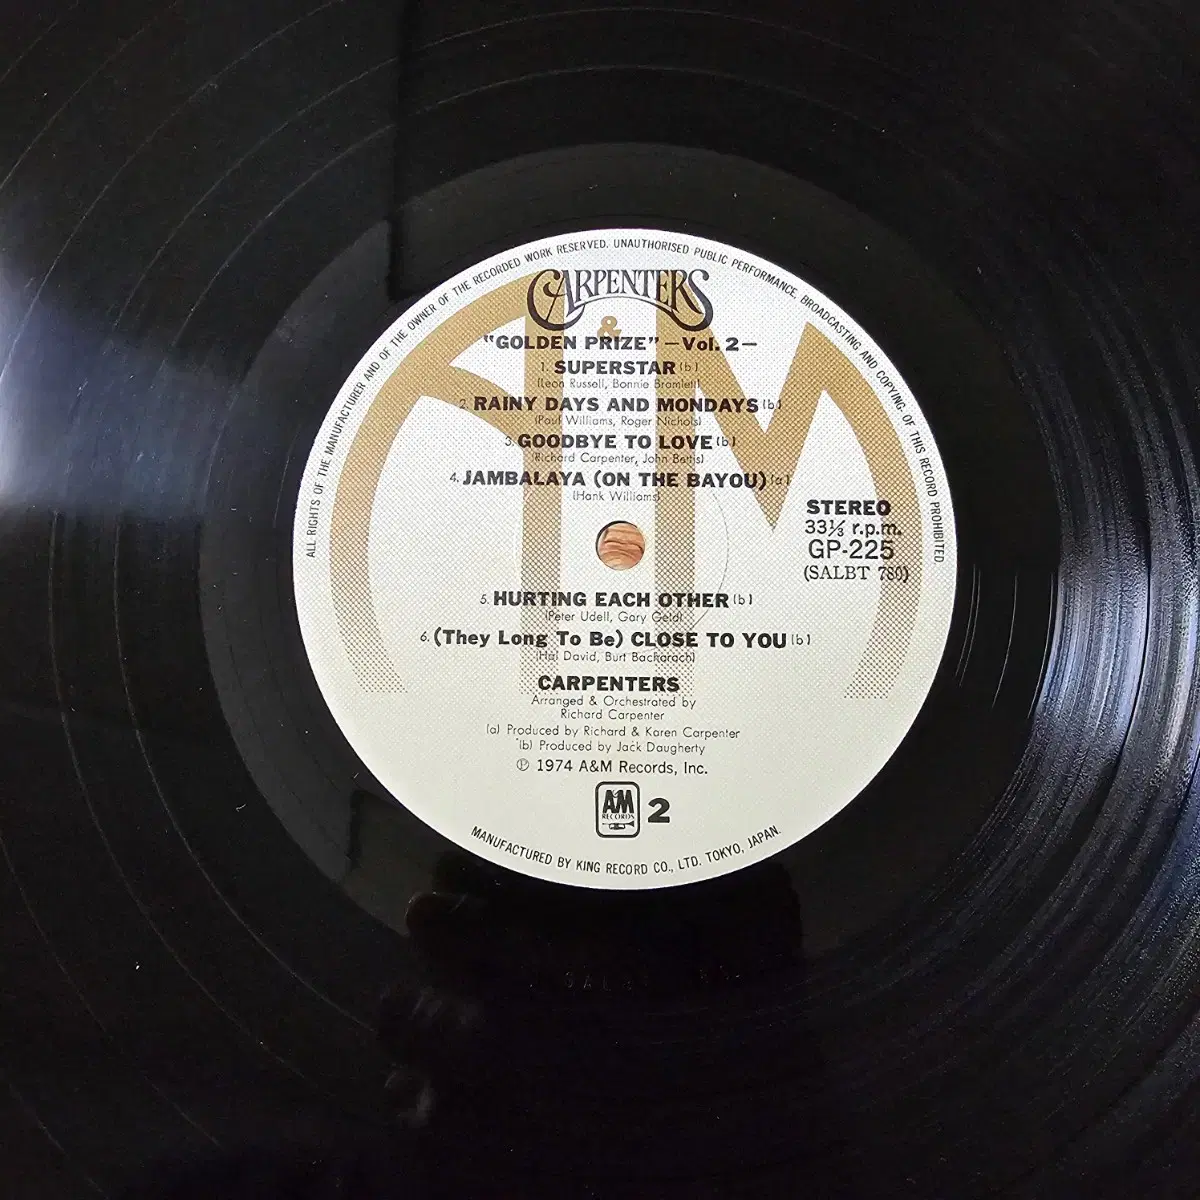 ALL RIGHTS OF THE MANUFACTURER AND OF THE OWNER OF THE RECORDED WORK RESERVED. UNAUTHORISED PUBLIC PERFORMANCE, BROADCASTING AND COPYING OF THIS RECORD PROHIBITED.
CARPENTERS
&
"GOLDEN PRIZE" —Vol. 2—
1. SUPERSTAR (b)
(Leon Russell, Bonnie Bramlett)
2. RAINY DAYS AND MONDAYS (b)
(Paul Williams, Roger Nichols)
3. GOODBYE TO LOVE (b)
(Richard Carpenter, John Bettis)
4. JAMBALAYA (ON THE BAYOU) (a)
(Hank Williams)
STEREO
33⅓ r.p.m.
GP-225
(SALBT 780)
5. HURTING EACH OTHER (b)
(Peter Udell, Gary Geld)
6. (They Long To Be) CLOSE TO YOU (b)
(Hal David, Burt Bacharach)
CARPENTERS
Arranged & Orchestrated by
Richard Carpenter
(a) Produced by Richard & Karen Carpenter
(b) Produced by Jack Daugherty
℗ 1974 A&M Records, Inc.
A&M
RECORDS
2
MANUFACTURED BY KING RECORD CO., LTD. TOKYO, JAPAN.